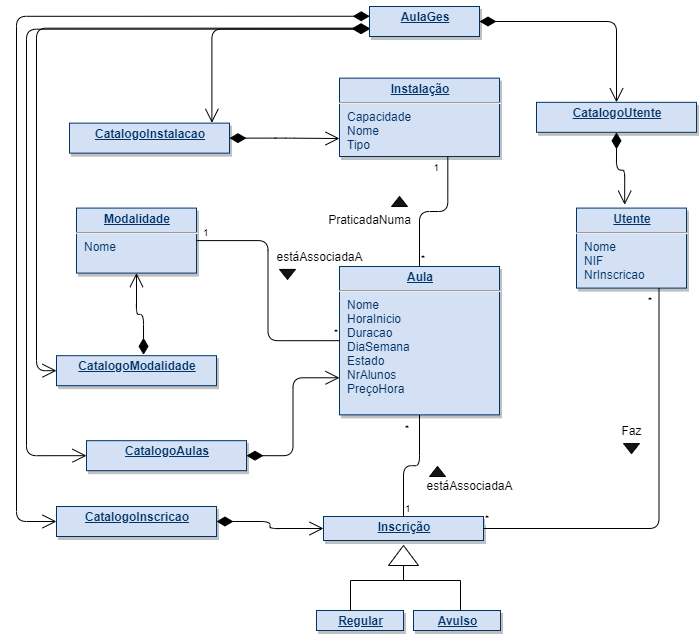 AulaGes
Instalação
Capacidade
Nome
Tipo
CatalogoUtente
CatalogoInstalacao
1
PraticadaNuma
*
Modalidade
Nome
1
estáAssociadaA
*
Utente
Nome
NIF
NrInscricao
*
Aula
Nome
HoraInicio
Duracao
DiaSemana
Estado
NrAlunos
PreçoHora
CatalogoModalidade
CatalogoAulas
*
estáAssociadaA
1
Faz
*
CatalogoInscricao
Inscrição
Regular
Avulso